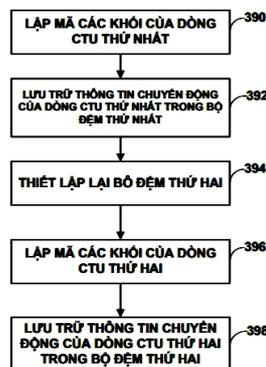 LẬP MÃ CÁC KHỐI CỦA DÒNG
CTU THỨ NHẤT
390
LƯU TRỮ THÔNG TIN CHUYỂN ĐỘNG
CỦA DÒNG CTU THỨ NHẤT TRONG BỘ
ĐỆM THỨ NHẤT
392
THIẾT LẬP LẠI BỘ ĐỆM THỨ HAI
394
LẬP MÃ CÁC KHỐI CỦA DÒNG
CTU THỨ HAI
396
LƯU TRỮ THÔNG TIN CHUYỂN
ĐỘNG CỦA DÒNG CTU THỨ HAI
TRONG BỘ ĐỆM THỨ HAI
398